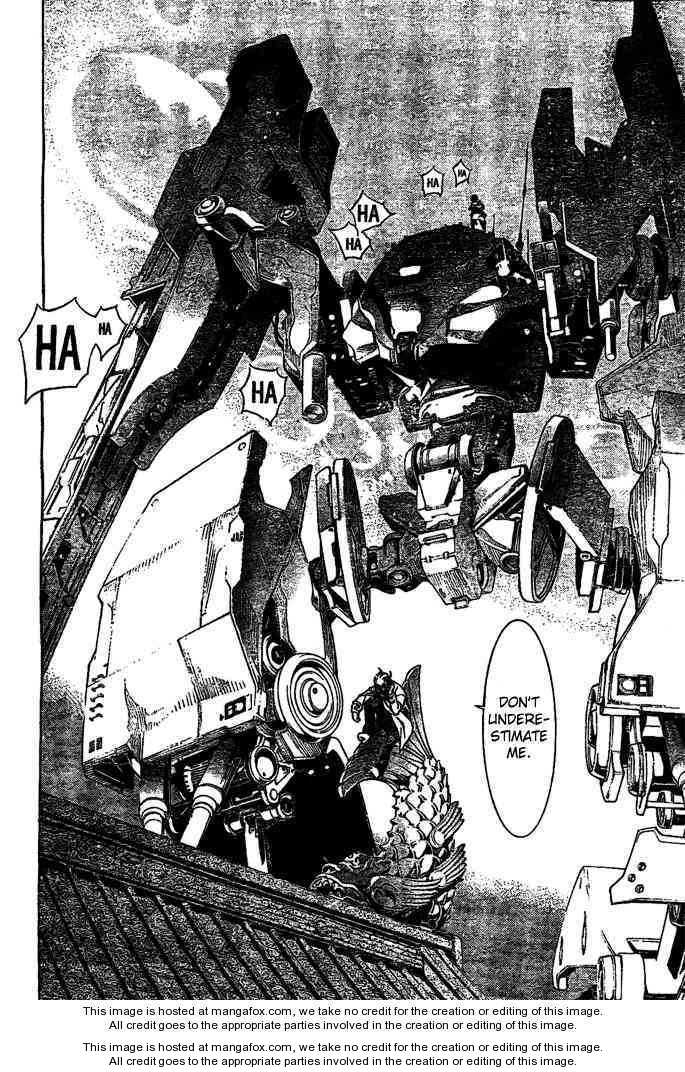 HA
HA
HA
HA
HA
HA
HA
DON'T
UNDERE-
STIMATE
ME.
This image is hosted at mangafox.com, we take no credit for the creation or editing of this image.
All credit goes to the appropriate parties involved in the creation or editing of this image.
This image is hosted at mangafox.com, we take no credit for the creation or editing of this image.
All credit goes to the appropriate parties involved in the creation or editing of this image.